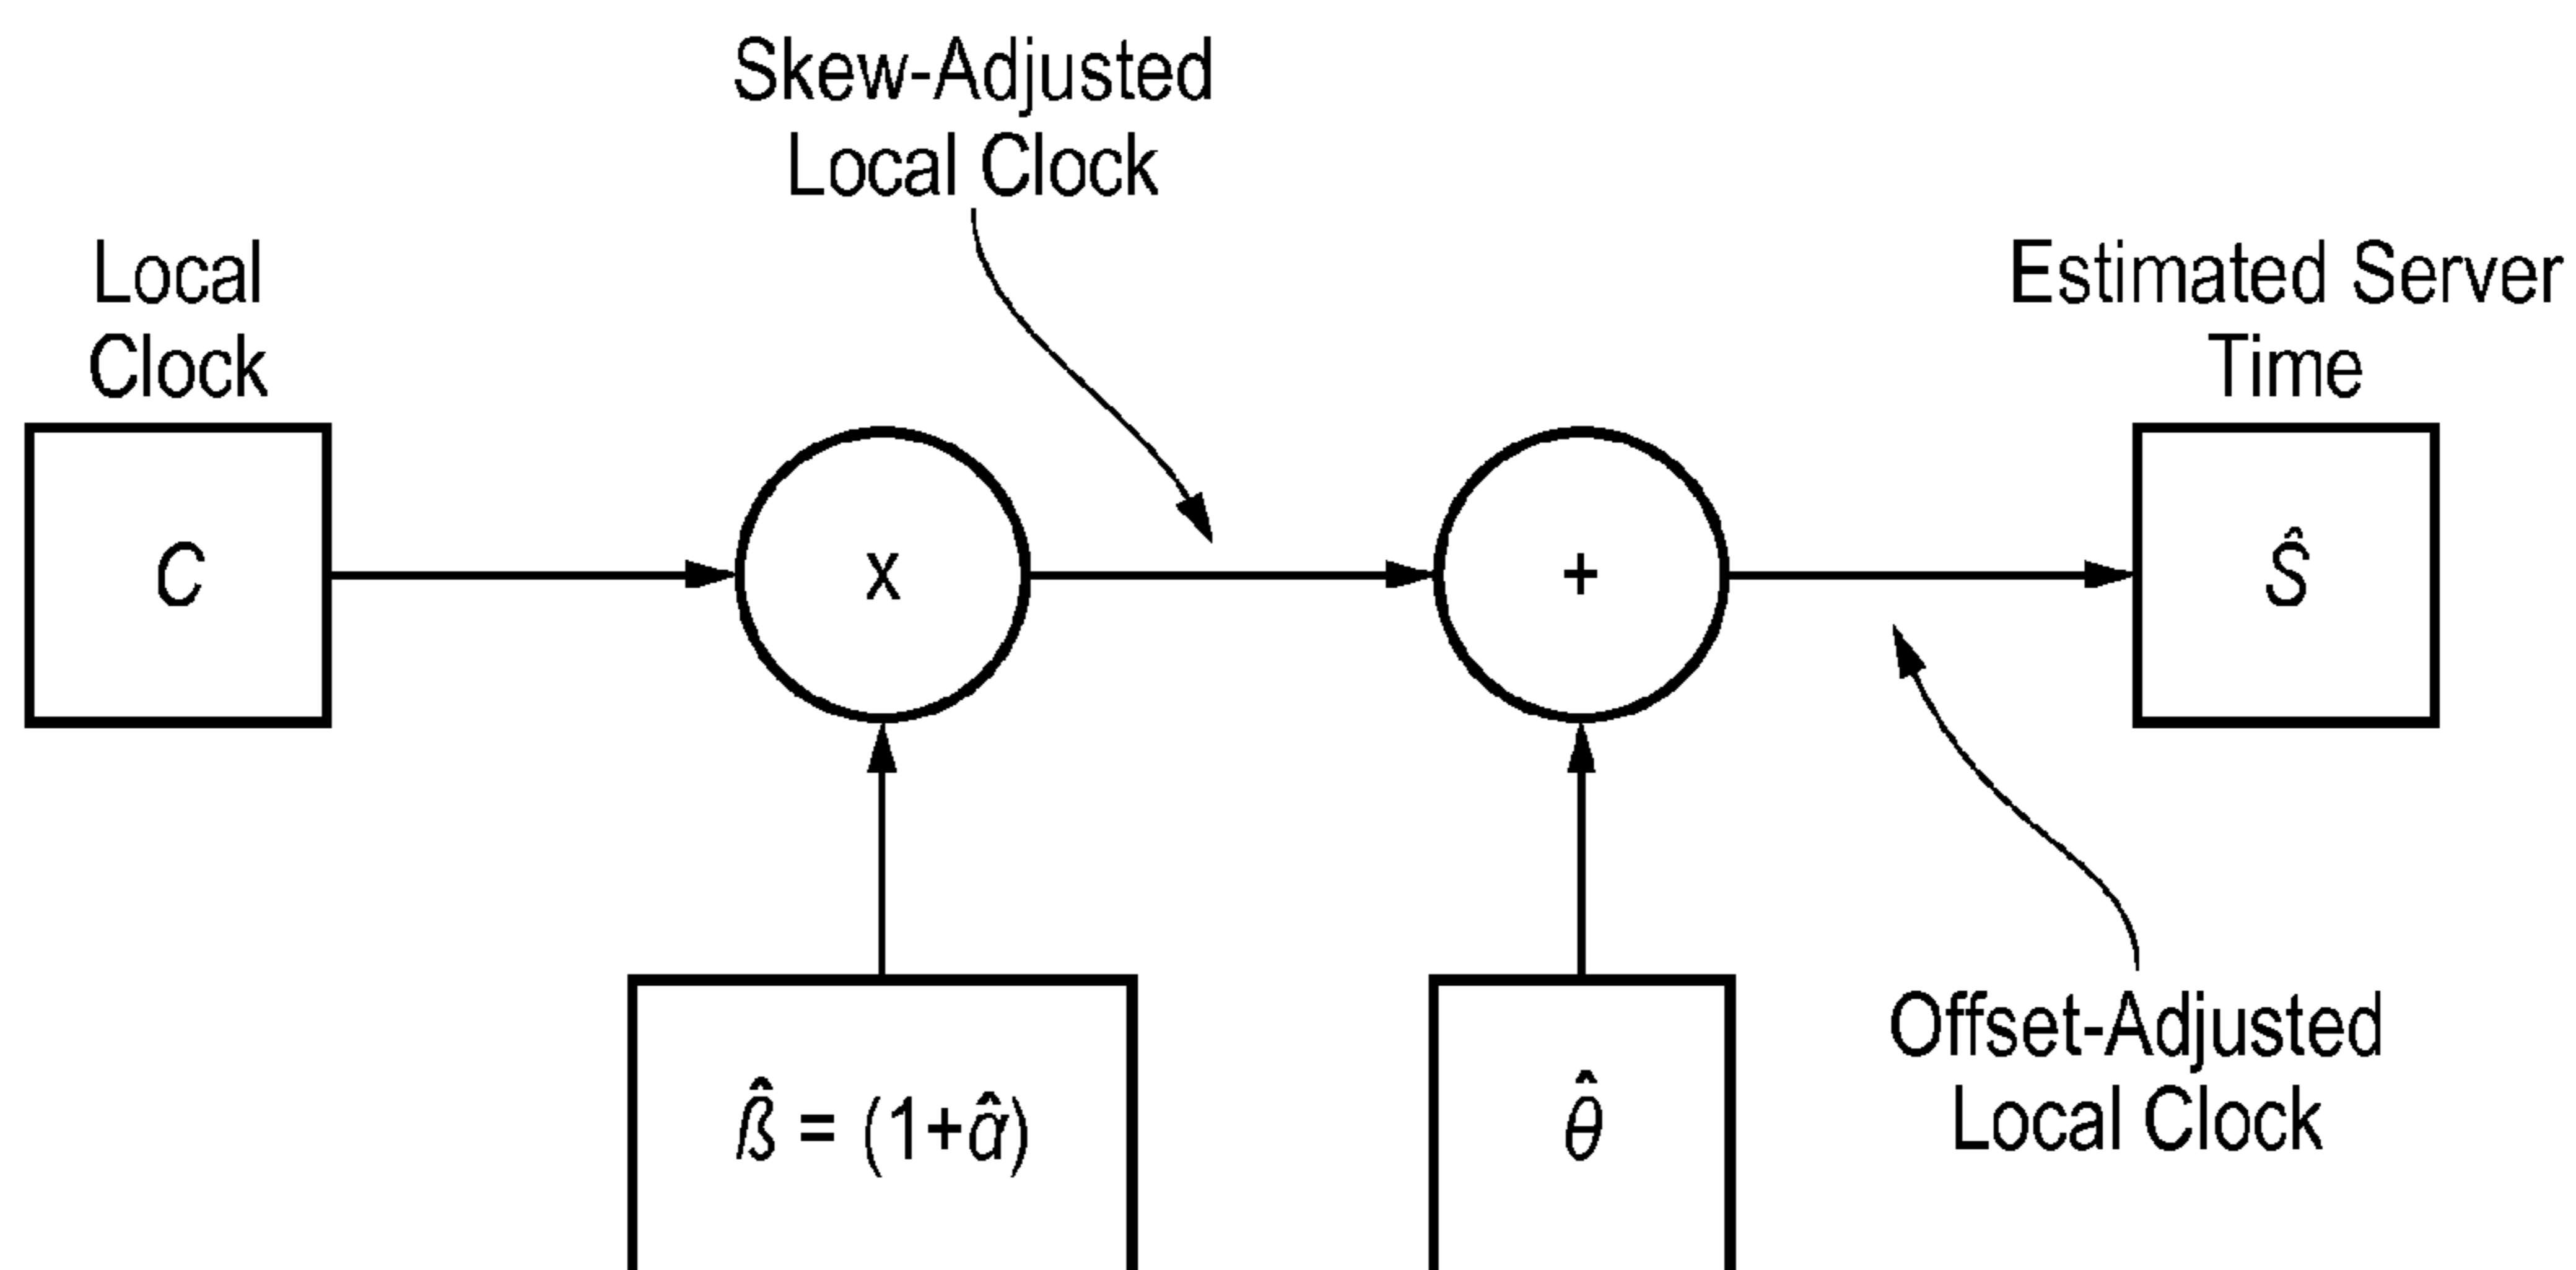 Skew-Adjusted
Local Clock
Local
Clock
Estimated Server
Time
C
x
+
Ŝ
β̂ = (1+α̂)
θ̂
Offset-Adjusted
Local Clock